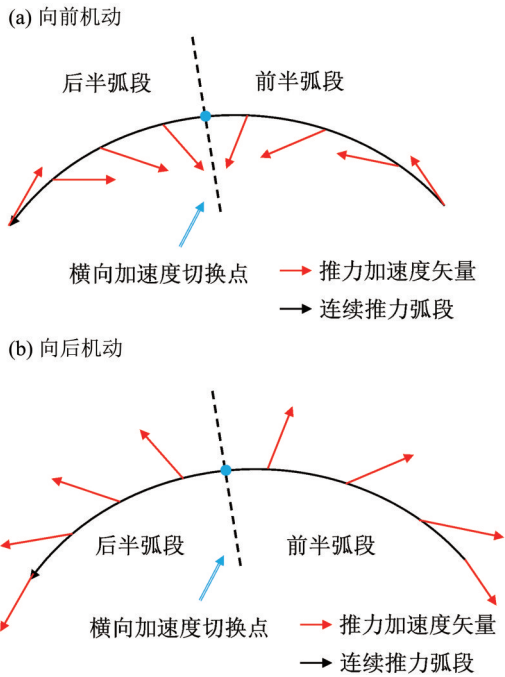 (a) 向前机动
后半弧段
前半弧段
横向加速度切换点
推力加速度矢量
连续推力弧段
(b) 向后机动
后半弧段
前半弧段
横向加速度切换点
推力加速度矢量
连续推力弧段